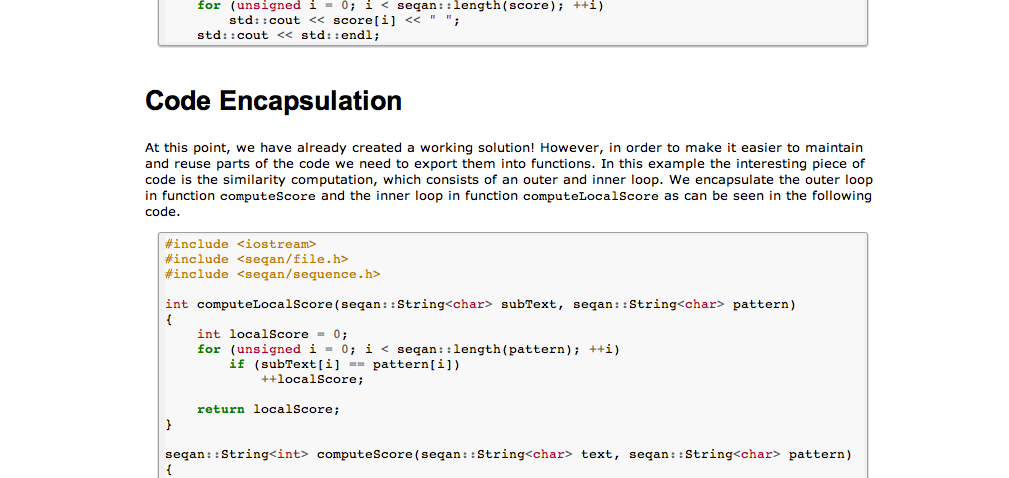 for (unsigned i = 0; i < seqan::length(score); ++i)
std::cout << score[i] << " ";
std::cout << std::endl;
Code Encapsulation
At this point, we have already created a working solution! However, in order to make it easier to maintain
and reuse parts of the code we need to export them into functions. In this example the interesting piece of
code is the similarity computation, which consists of an outer and inner loop. We encapsulate the outer loop
in function computeScore and the inner loop in function computeLocalScore as can be seen in the following
code.
#include <iostream>
#include <seqan/file.h>
#include <seqan/sequence.h>
int computeLocalScore(seqan::String<char> subText, seqan::String<char> pattern)
{
int localScore = 0;
for (unsigned i = 0; i < seqan::length(pattern); ++i)
if (subText[i] == pattern[i])
++localScore;
return localScore;
}
seqan::String<int> computeScore(seqan::String<char> text, seqan::String<char> pattern)
{